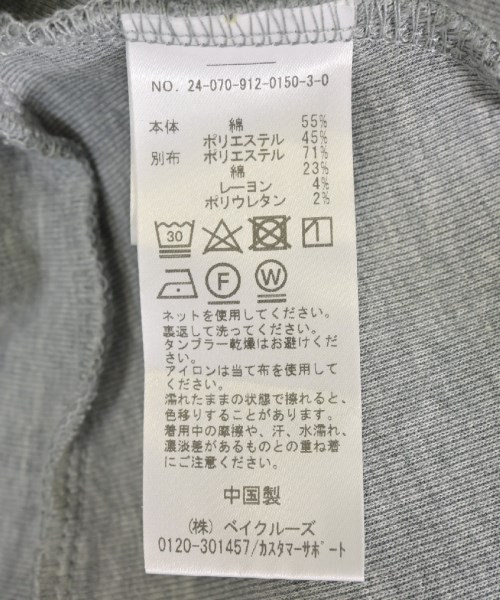 NO. 24-070-912-0150-3-0
本体 綿 55%
ポリエステル 45%
別布 ポリエステル 71%
綿 23%
レーヨン 4%
ポリウレタン 2%
30
F W
ネットを使用してください。
裏返して洗ってください。
タンブラー乾燥はお避けくだ
さい。
アイロンは当て布を使用して
ください。
濡れたままの状態で擦れると、
色移りすることがあります。
着用中の摩擦や、汗、水濡れ、
濃淡差があるものとの重ね着
にご注意ください。
中国製
(株) ベイクルーズ
0120-301457/カスタマーサポート